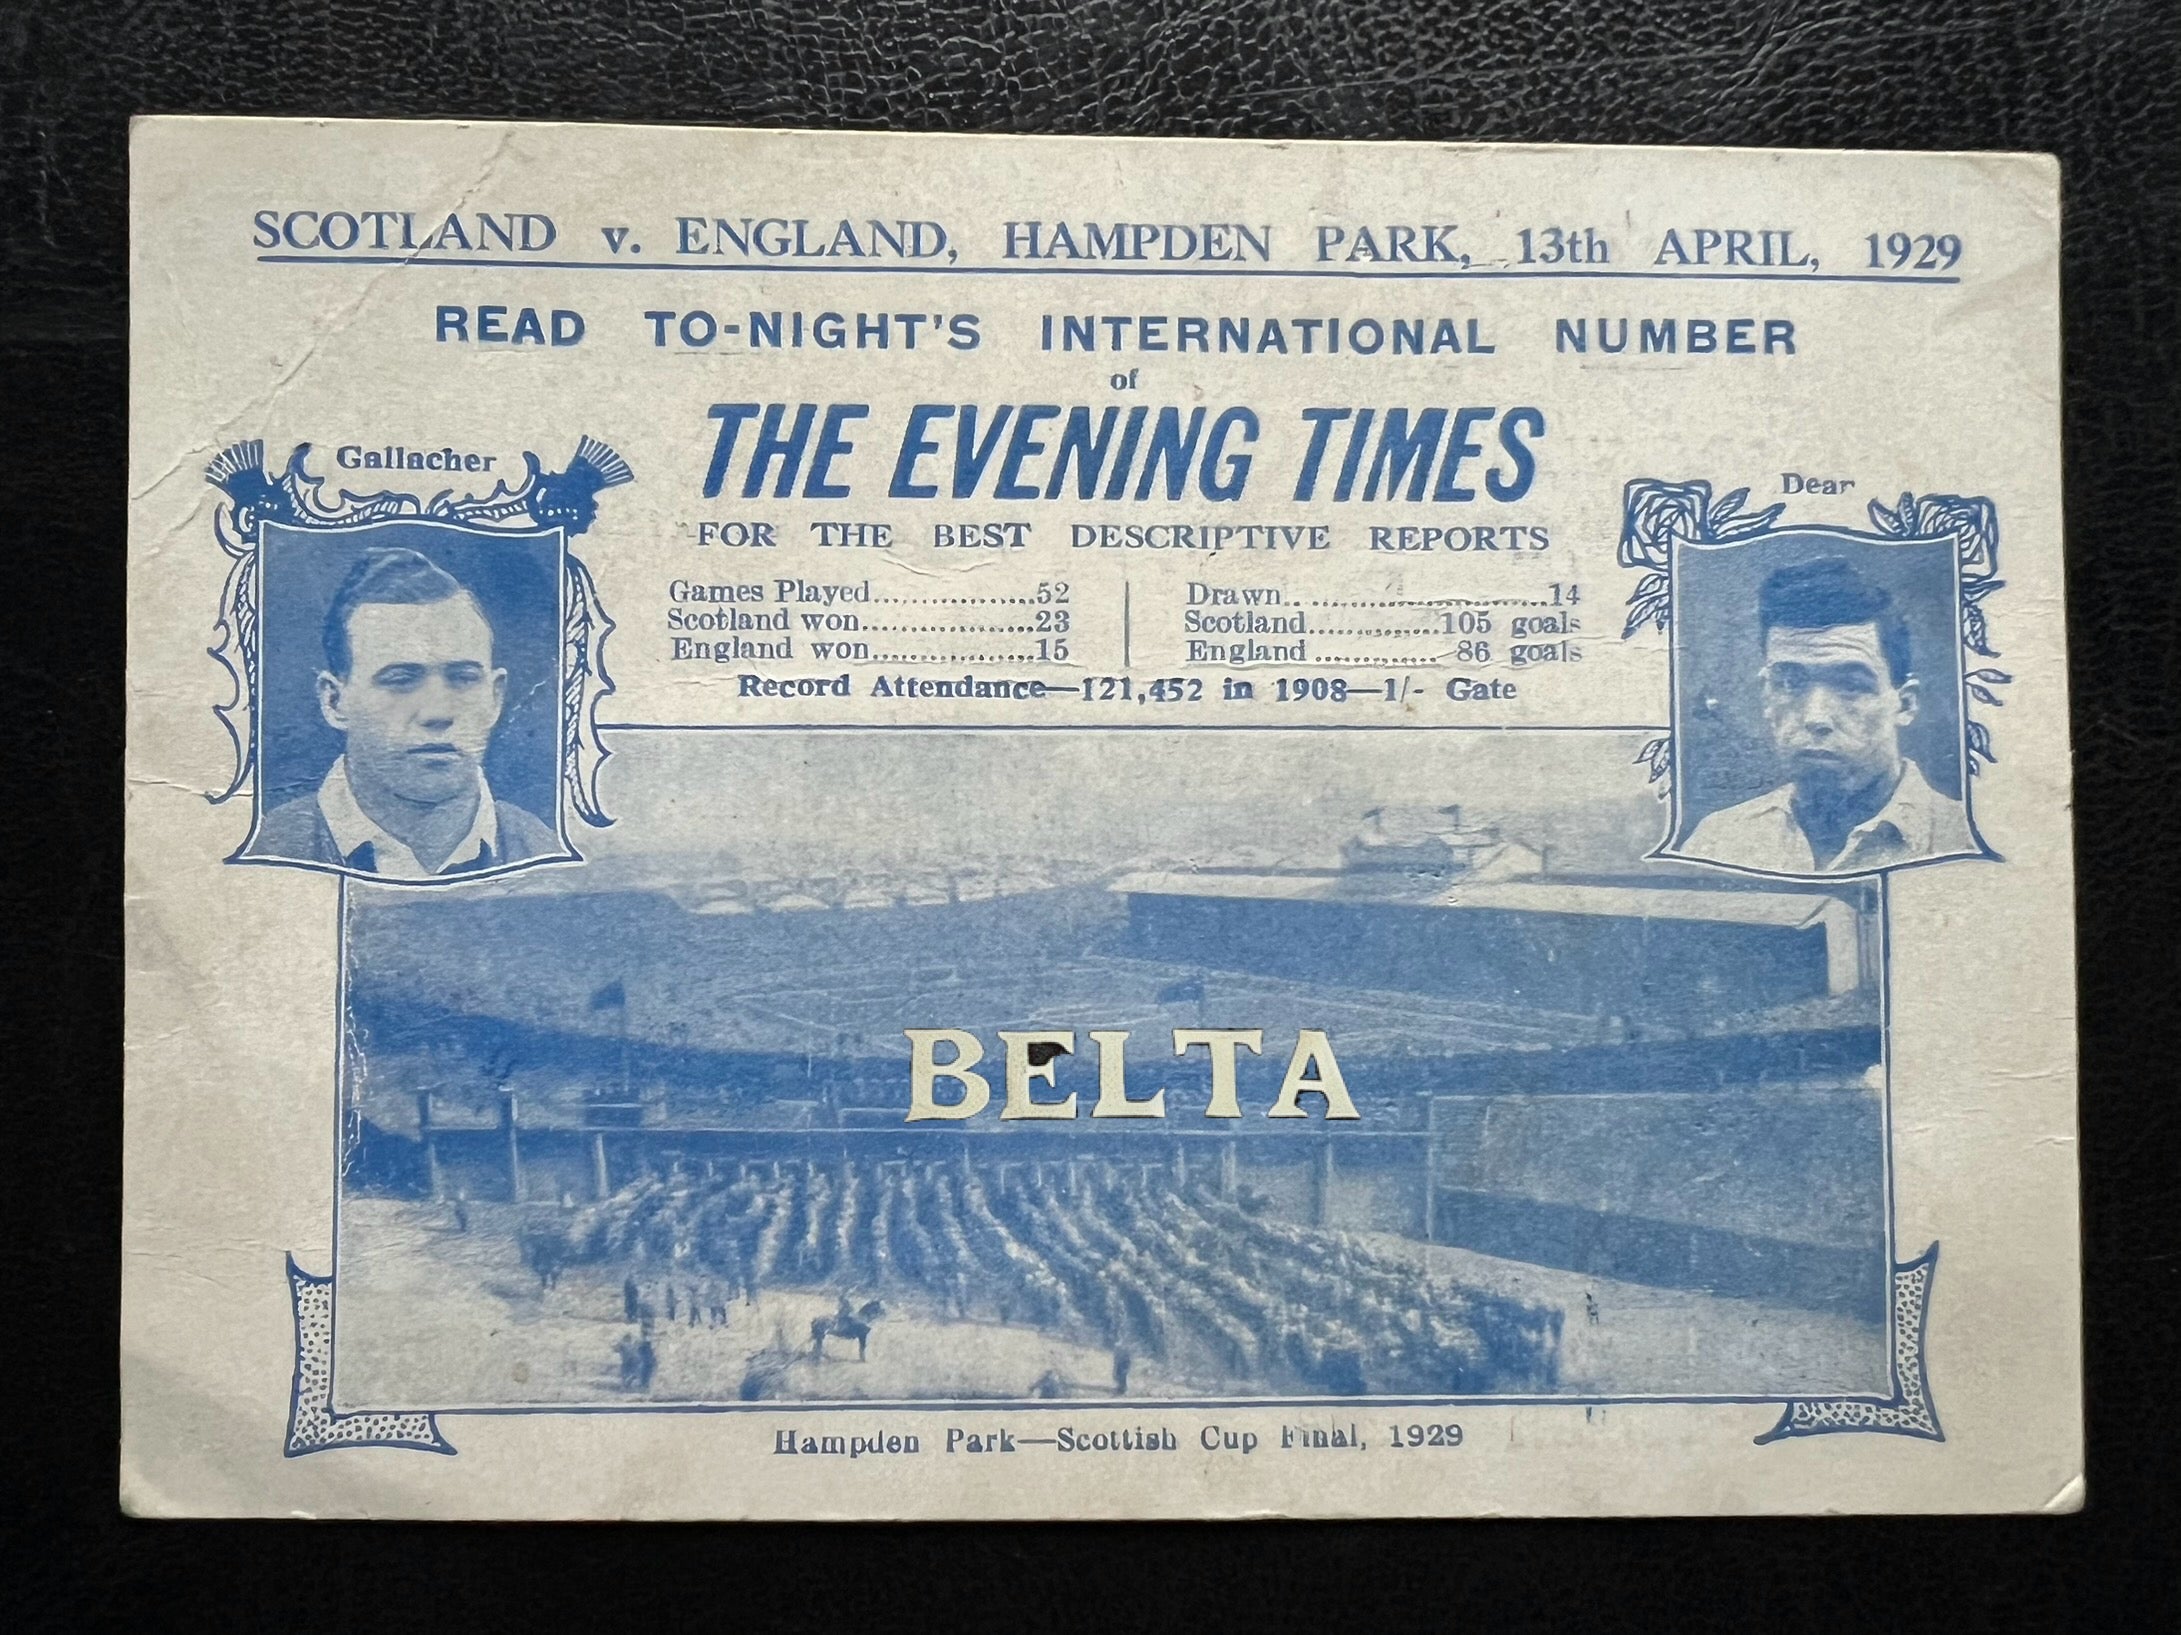 SCOTLAND v. ENGLAND, HAMPDEN PARK, 13th APRIL, 1929
READ TO-NIGHT'S INTERNATIONAL NUMBER
of
THE EVENING TIMES
FOR THE BEST DESCRIPTIVE REPORTS
Gallacher
Dear
Games Played..................52
Scotland won..................23
England won..................15
Drawn..............................14
Scotland..............105 goals
England.............. 86 goals
Record Attendance—121,452 in 1908—1/- Gate
BELTA
Hampden Park—Scottish Cup Final, 1929